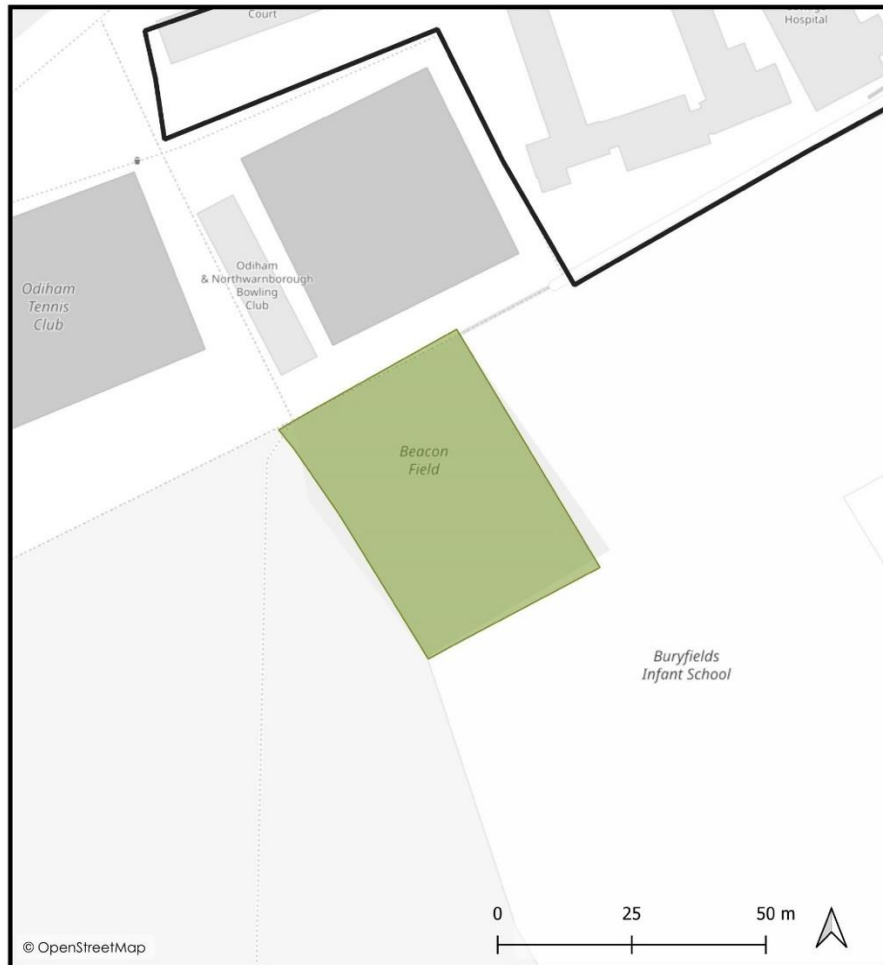 Court
Hospital
Odiham
& Northwarnborough
Bowling
Club
Odiham
Tennis
Club
Beacon
Field
Buryfields
Infant School
0 25 50 m
© OpenStreetMap